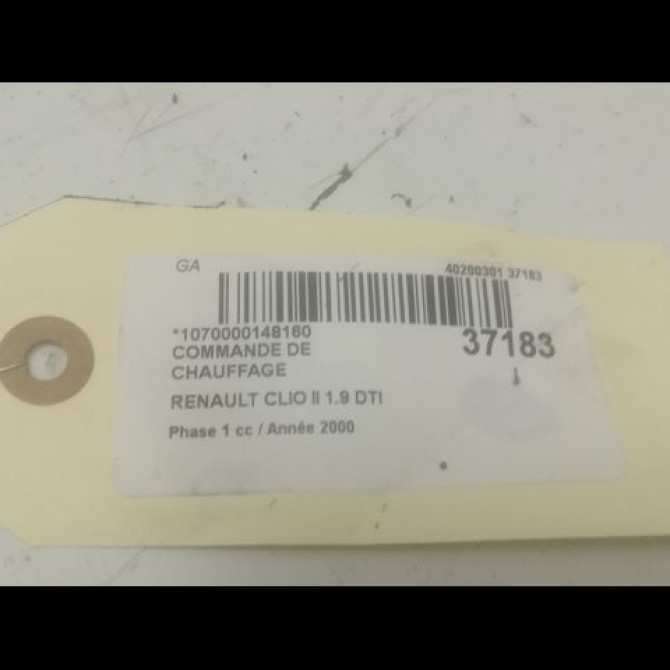 GA
40200301 37183
*1070000148160
37183
COMMANDE DE
CHAUFFAGE
RENAULT CLIO II 1.9 DTI
Phase 1 cc / Année 2000